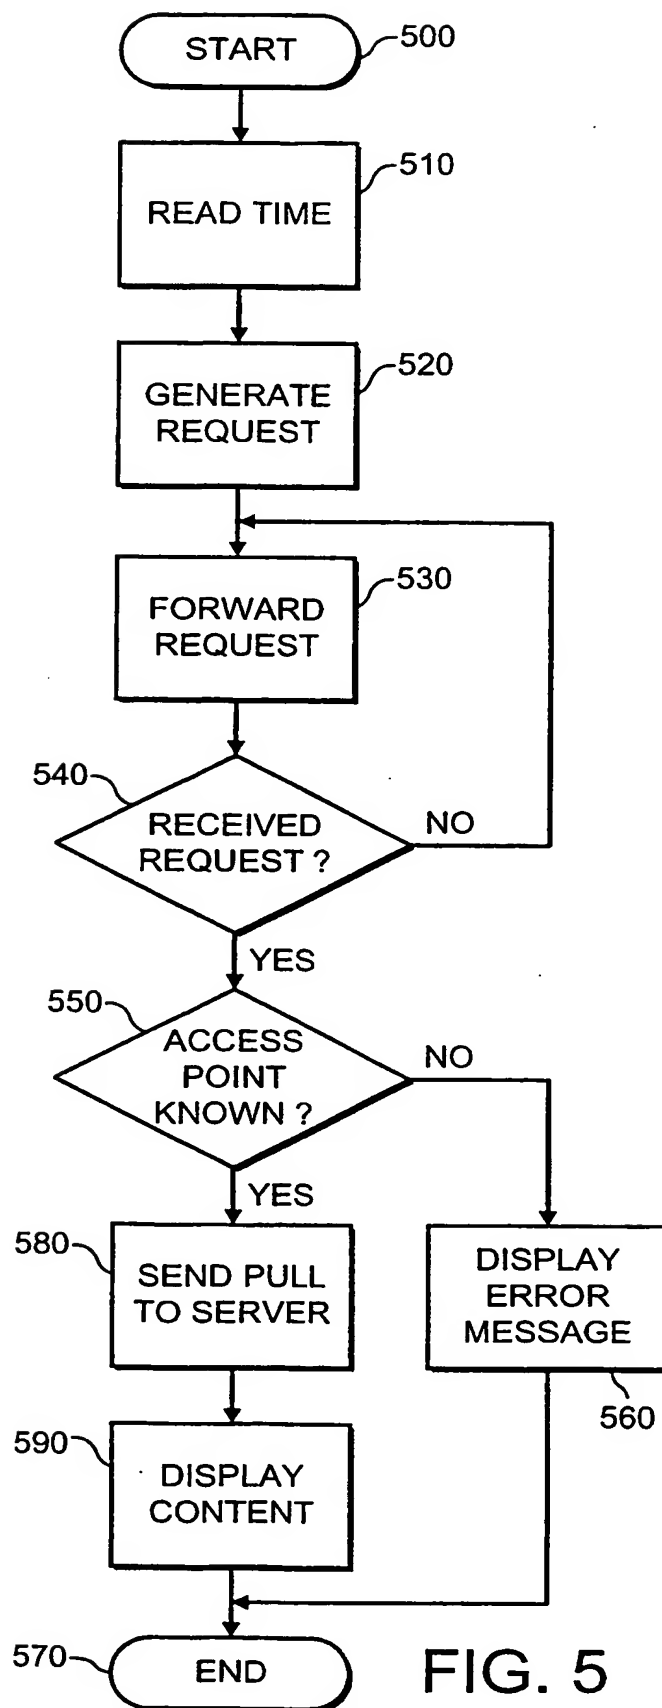 START
500
510
READ TIME
520
GENERATE
REQUEST
530
FORWARD
REQUEST
540
RECEIVED
REQUEST ?
NO
YES
550
ACCESS
POINT
KNOWN ?
NO
YES
580
SEND PULL
TO SERVER
DISPLAY
ERROR
MESSAGE
560
590
DISPLAY
CONTENT
570
END
FIG. 5